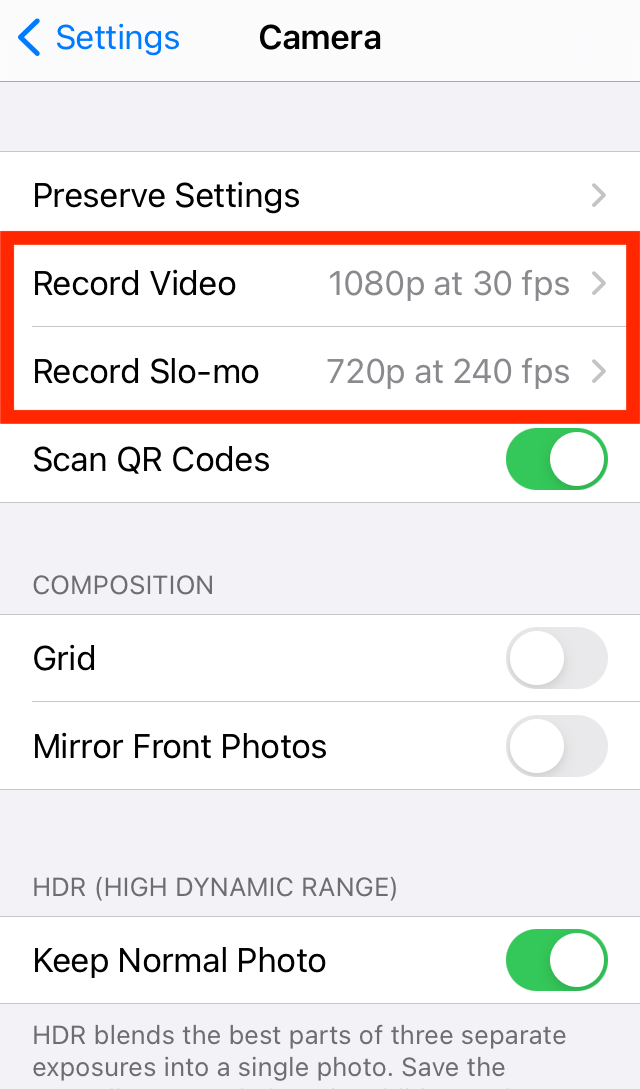 Settings Camera
Preserve Settings
Record Video 1080p at 30 fps
Record Slo-mo 720p at 240 fps
Scan QR Codes
COMPOSITION
Grid
Mirror Front Photos
HDR (HIGH DYNAMIC RANGE)
Keep Normal Photo
HDR blends the best parts of three separate
exposures into a single photo. Save the